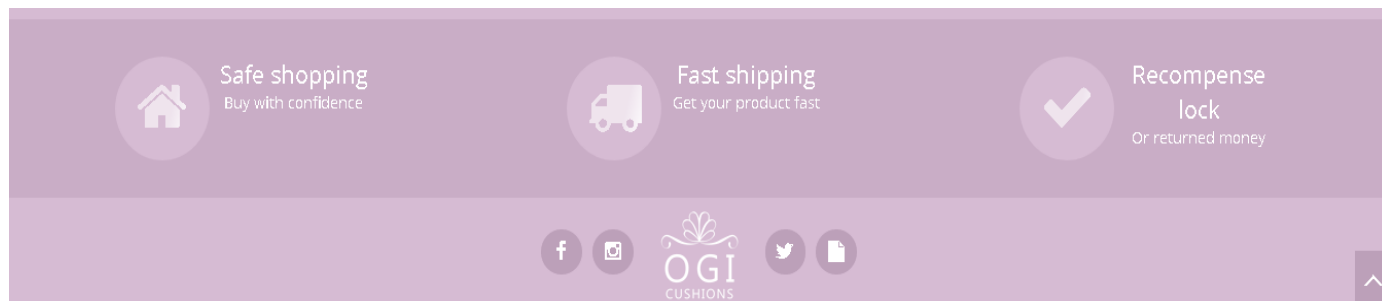 Safe shopping
Buy with confidence
Fast shipping
Get your product fast
Recompense
lock
Or returned money
OGI
CUSHIONS